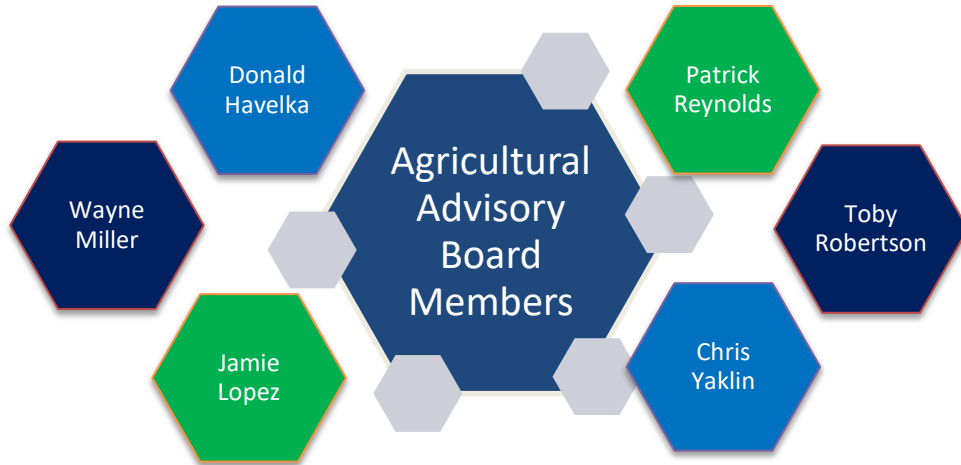 Donald
Havelka
Patrick
Reynolds
Wayne
Miller
Agricultural
Advisory
Board
Members
Toby
Robertson
Jamie
Lopez
Chris
Yaklin